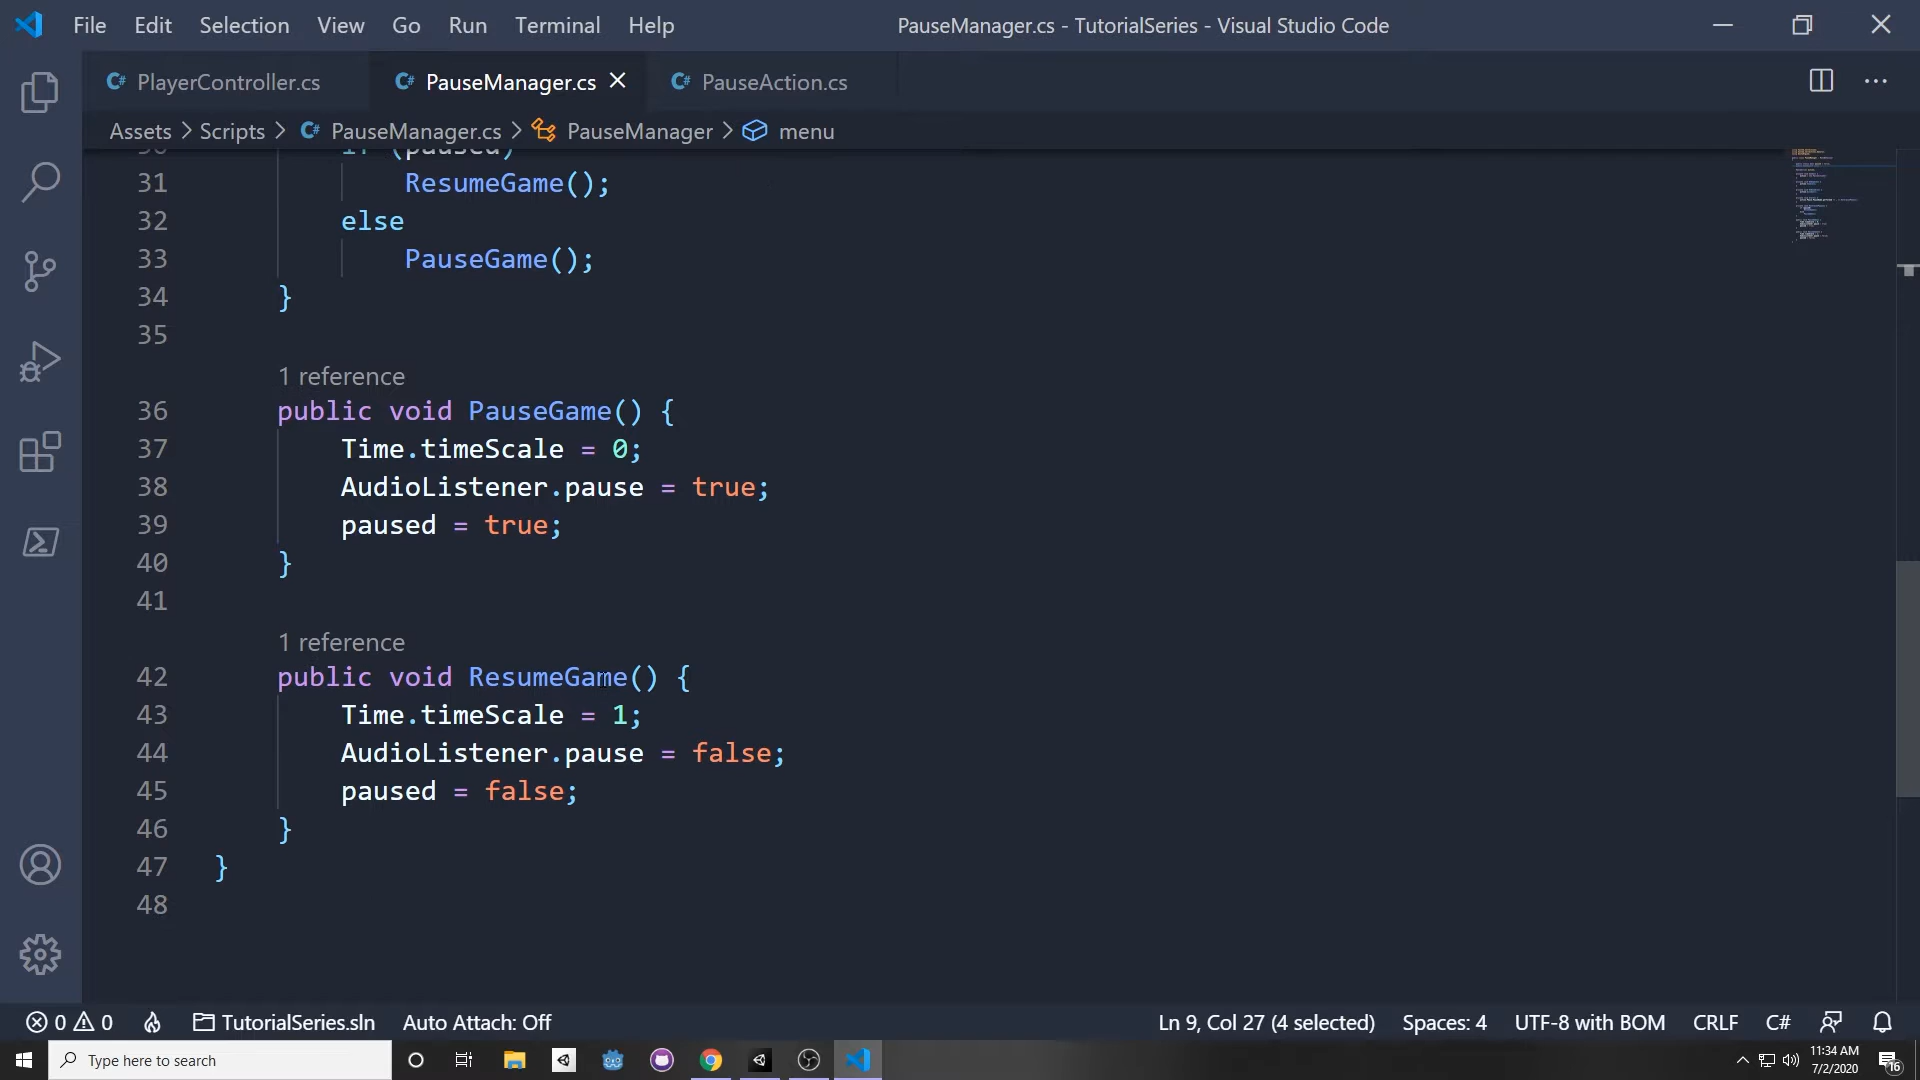 File Edit Selection View Go Run Terminal Help PauseManager.cs - TutorialSeries - Visual Studio Code
PlayerController.cs PauseManager.cs PauseAction.cs
Assets > Scripts > PauseManager.cs > PauseManager > menu
30 if (paused)
31 ResumeGame();
32 else
33 PauseGame();
34 }
35
1 reference
36 public void PauseGame() {
37 Time.timeScale = 0;
38 AudioListener.pause = true;
39 paused = true;
40 }
41
1 reference
42 public void ResumeGame() {
43 Time.timeScale = 1;
44 AudioListener.pause = false;
45 paused = false;
46 }
47 }
48
0 0 TutorialSeries.sln Auto Attach: Off Ln 9, Col 27 (4 selected) Spaces: 4 UTF-8 with BOM CRLF C#
Type here to search
11:34 AM
7/2/2020
16